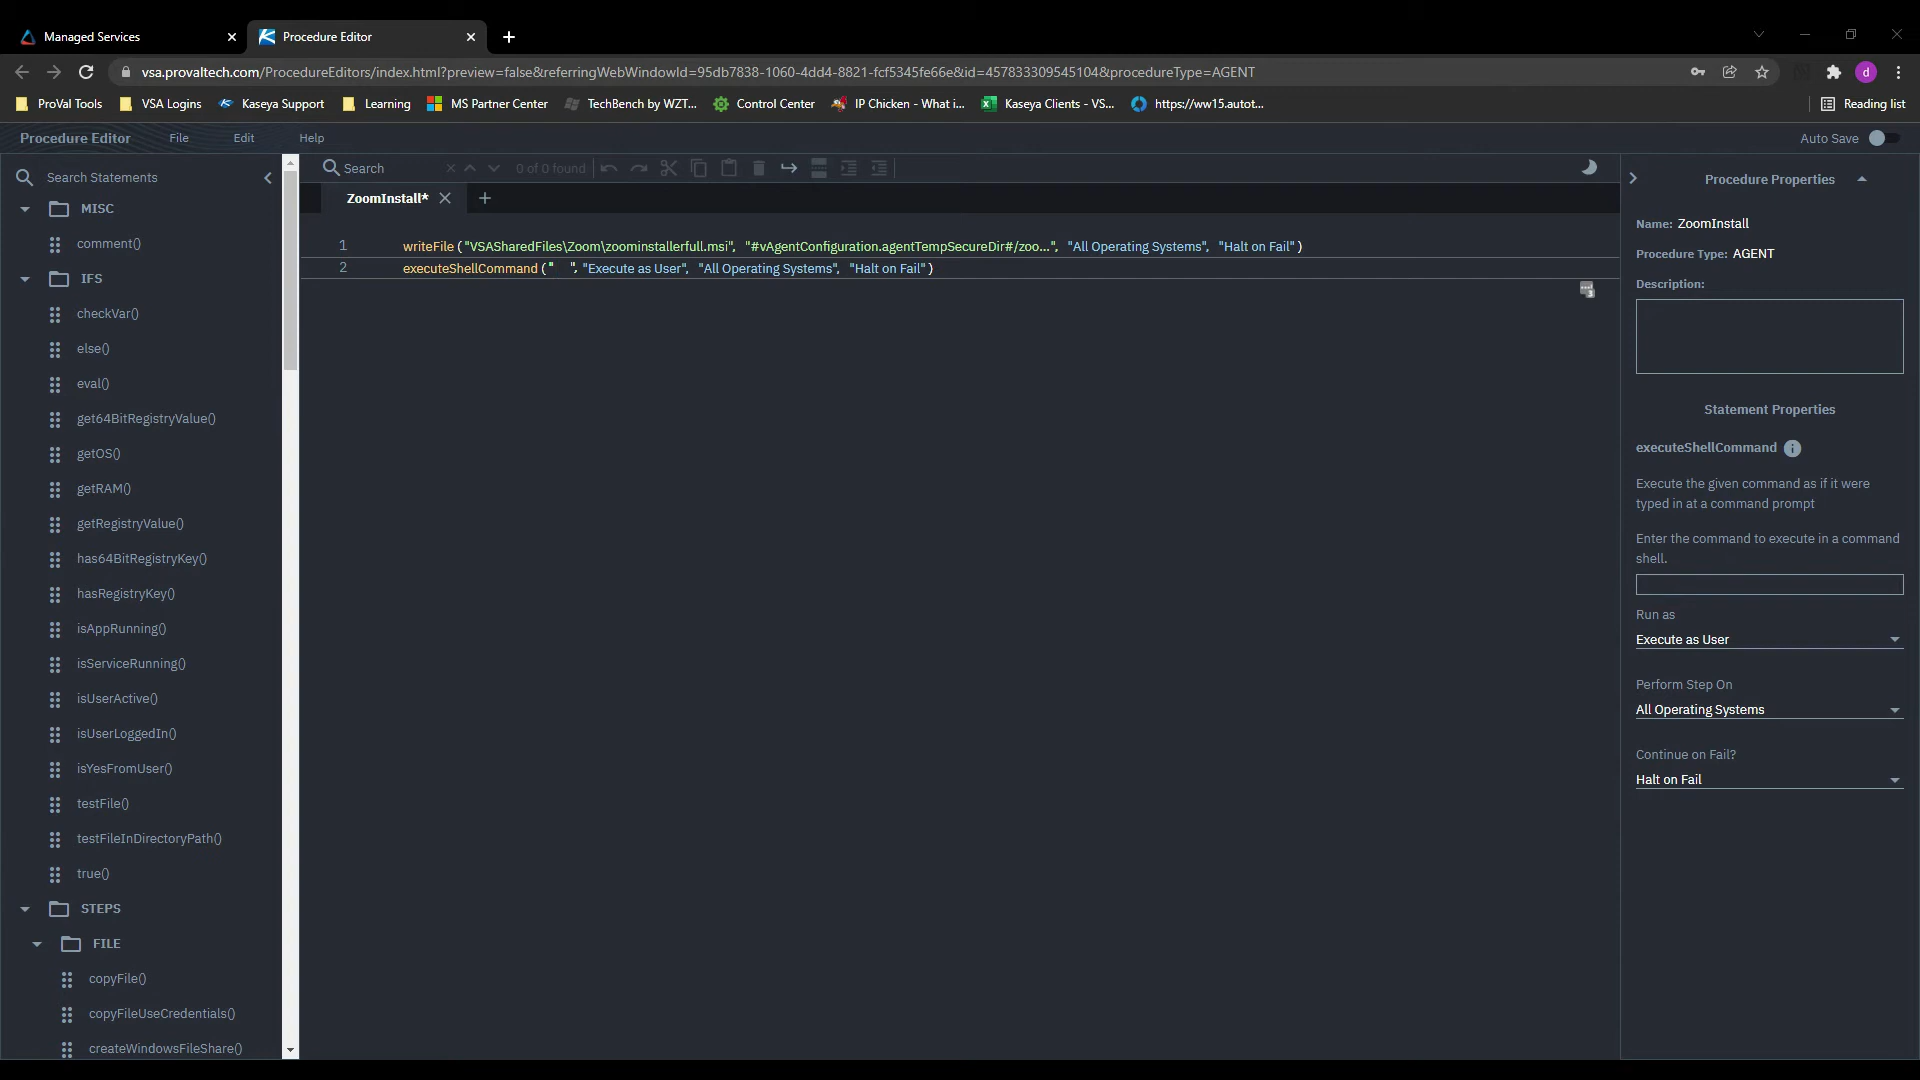 Managed Services
Procedure Editor
vsa.provaltech.com/ProcedureEditors/index.html?preview=false&referringWebWindowId=95db7838-1060-4dd4-8821-fcf5345fe66e&id=457833309545104&procedureType=AGENT
d
ProVal Tools
VSA Logins
Kaseya Support
Learning
MS Partner Center
TechBench by WZT...
Control Center
IP Chicken - What i...
Kaseya Clients - VS...
https://ww15.autot...
Reading list
Procedure Editor
File
Edit
Help
Auto Save
Search Statements
MISC
comment()
IFS
checkVar()
else()
eval()
get64BitRegistryValue()
getOS()
getRAM()
getRegistryValue()
has64BitRegistryKey()
hasRegistryKey()
isAppRunning()
isServiceRunning()
isUserActive()
isUserLoggedIn()
isYesFromUser()
testFile()
testFileInDirectoryPath()
true()
STEPS
FILE
copyFile()
copyFileUseCredentials()
createWindowsFileShare()
Search
0 of 0 found
ZoomInstall*
1 writeFile ("VSASharedFiles\Zoom\zoominstallerfull.msi", "#vAgentConfiguration.agentTempSecureDir#/zoo...", "All Operating Systems", "Halt on Fail")
2 executeShellCommand (" ", "Execute as User", "All Operating Systems", "Halt on Fail")
Procedure Properties
Name: ZoomInstall
Procedure Type: AGENT
Description:
Statement Properties
executeShellCommand
Execute the given command as if it were
typed in at a command prompt
Enter the command to execute in a command
shell.
Run as
Execute as User
Perform Step On
All Operating Systems
Continue on Fail?
Halt on Fail